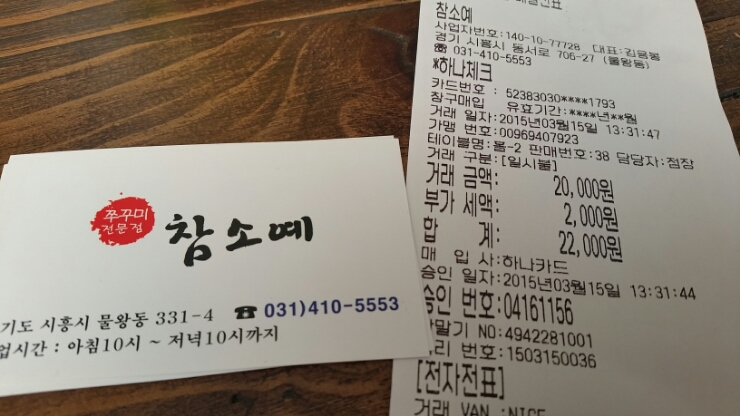 쭈꾸미
전문점
참소예
기도 시흥시 물왕동 331-4 ☎ 031)410-5553
업시간 : 아침10시 ~ 저녁10시까지
참소예
사업자번호:140-10-77728 대표:김용봉
경기 시흥시 동서로 706-27 (물왕동)
☎ 031-410-5553
*하나체크
카드번호 : 52383030****1793
창구매입 유효기간:****년**월
거래 일자:2015년03월15일 13:31:47
가맹 번호:00969407923
테이블명:홀-2 판매번호:38 담당자:점장
거래 구분:[일시불]
거래 금액: 20,000원
부가 세액: 2,000원
합 계: 22,000원
매 입 사:하나카드
승인 일자:2015년03월15일 13:31:44
승인 번호:04161156
단말기 NO:4942281001
번호:1503150036
[전자전표]
거래 VAN :NICE